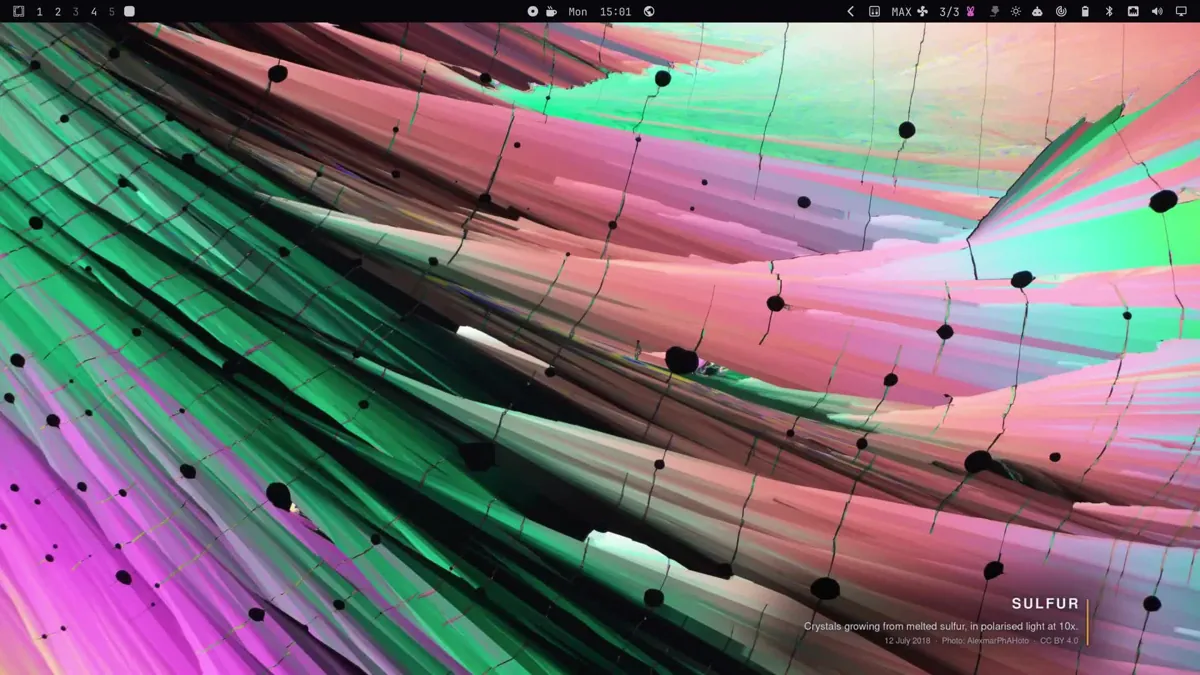 1 2 3 4 5
Mon 15:01
MAX 3/3
SULFUR
Crystals growing from melted sulfur, in polarised light at 10x.
12 July 2018 · Photo: AlexmarPhAHoto · CC BY 4.0